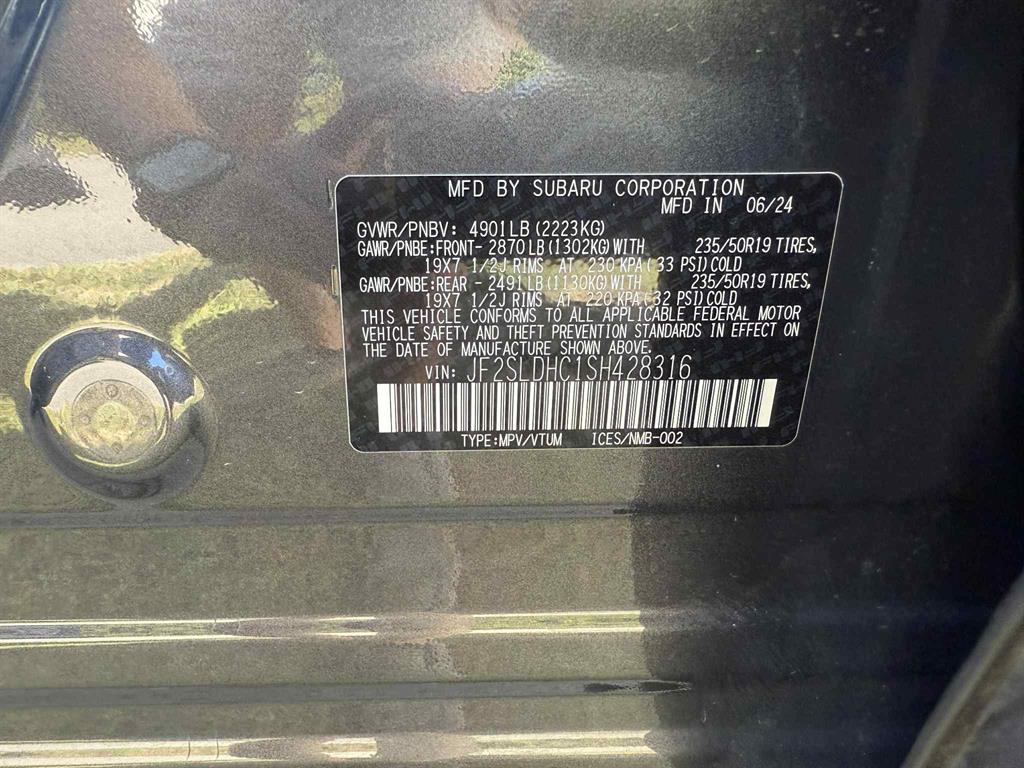 MFD BY SUBARU CORPORATION
MFD IN 06/24
GVWR/PNBV: 4901LB (2223KG)
GAWR/PNBE:FRONT- 2870LB(1302KG)WITH 235/50R19 TIRES,
19X7 1/2J RIMS AT 230 KPA(33 PSI)COLD
GAWR/PNBE:REAR - 2491LB(1130KG)WITH 235/50R19 TIRES,
19X7 1/2J RIMS AT 220 KPA(32 PSI)COLD
THIS VEHICLE CONFORMS TO ALL APPLICABLE FEDERAL MOTOR
VEHICLE SAFETY AND THEFT PREVENTION STANDARDS IN EFFECT ON
THE DATE OF MANUFACTURE SHOWN ABOVE.
VIN: JF2SLDHC1SH428316
TYPE:MPV/VTUM ICES/NMB-002